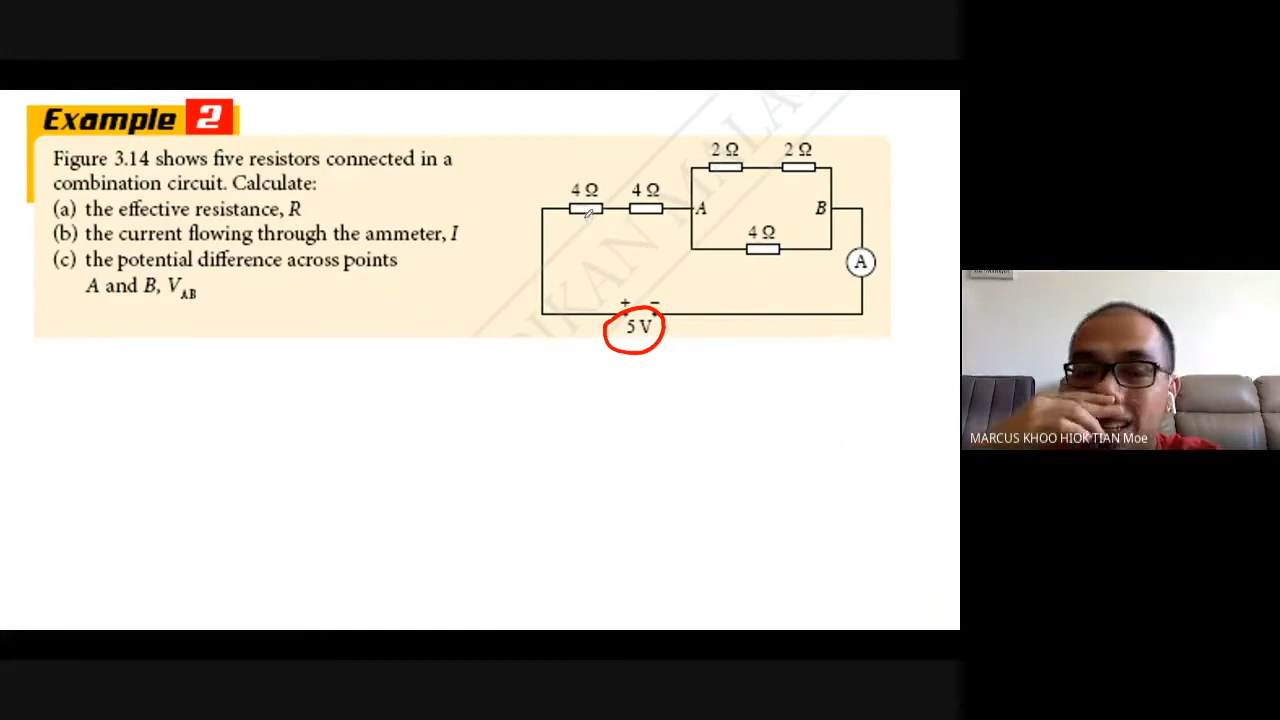 Example 2
Figure 3.14 shows five resistors connected in a
combination circuit. Calculate:
(a) the effective resistance, R
(b) the current flowing through the ammeter, I
(c) the potential difference across points
A and B, VAB
2 Ω 2 Ω
4 Ω 4 Ω
A B
4 Ω
A
+ −
5 V
DIKAN MALA
MARCUS KHOO HIOK TIAN Moe